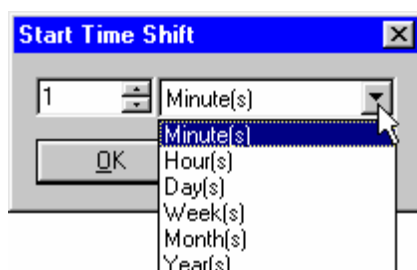 Start Time Shift
1 Minute(s)
Minute(s)
OK Hour(s)
Day(s)
Week(s)
Month(s)
Year(s)